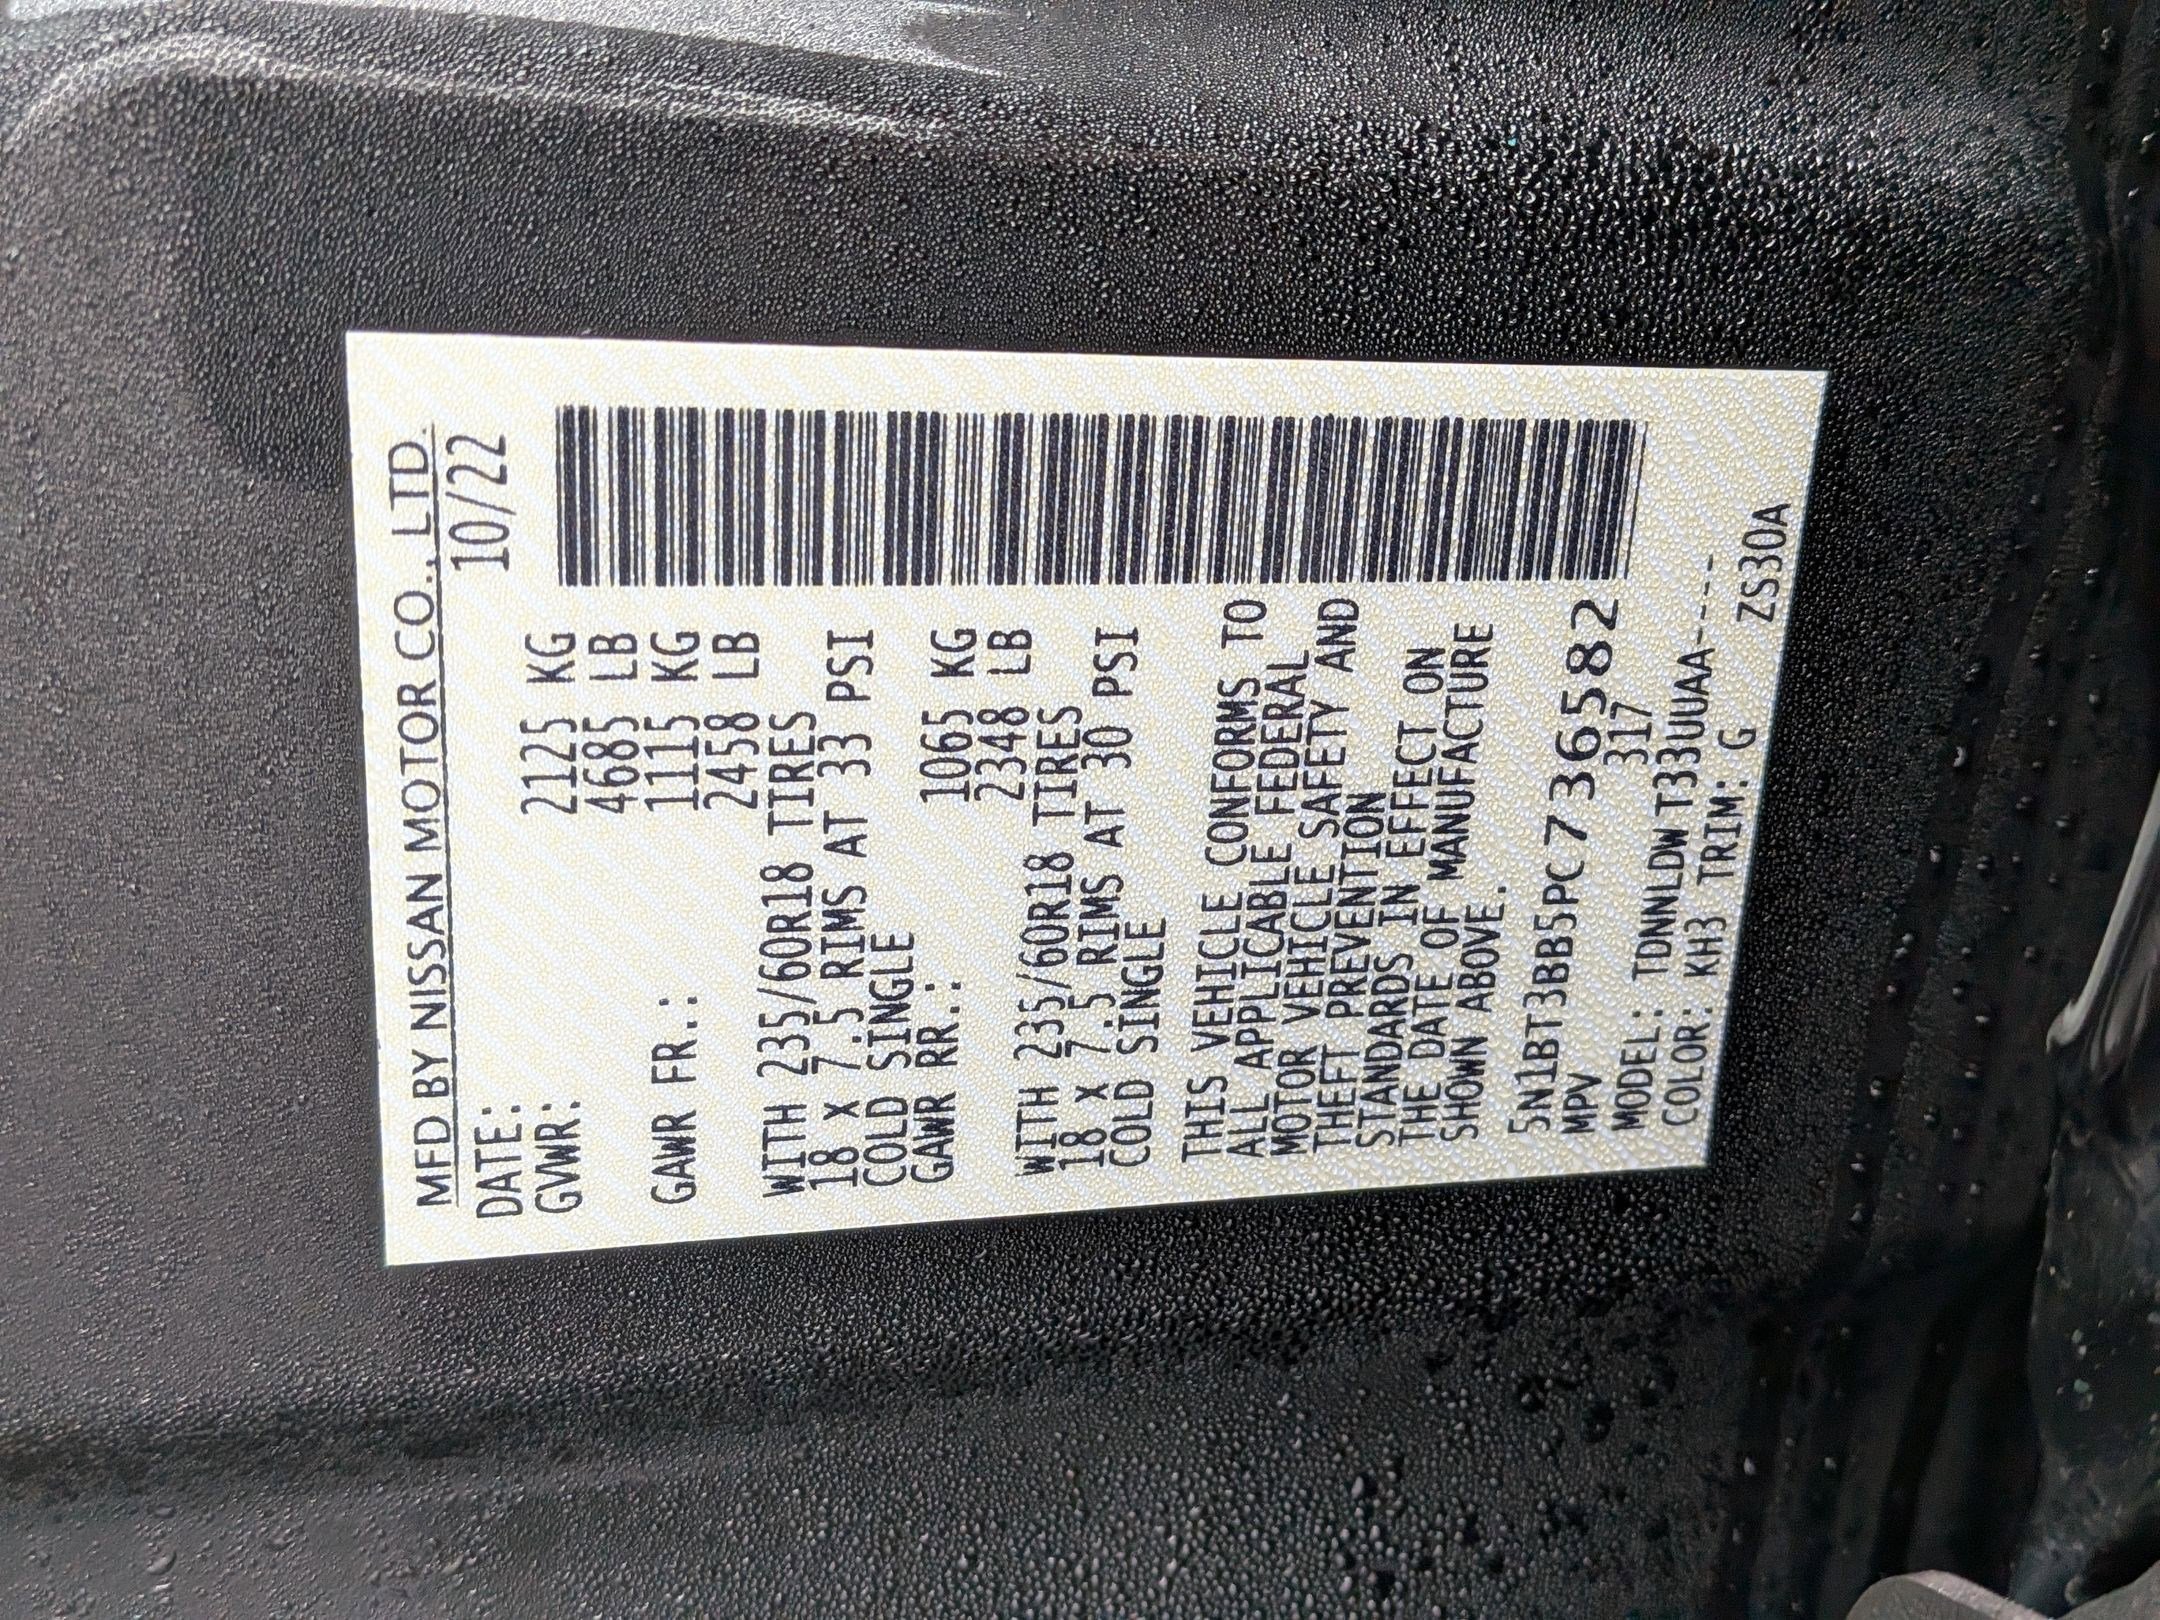 MFD BY NISSAN MOTOR CO., LTD.
DATE: 10/22
GVWR: 2125 KG
4685 LB
GAWR FR.: 1115 KG
2458 LB
WITH 235/60R18 TIRES
18 X 7.5 RIMS AT 33 PSI
COLD SINGLE
GAWR RR.: 1065 KG
2348 LB
WITH 235/60R18 TIRES
18 X 7.5 RIMS AT 30 PSI
COLD SINGLE
THIS VEHICLE CONFORMS TO
ALL APPLICABLE FEDERAL
MOTOR VEHICLE SAFETY AND
THEFT PREVENTION
STANDARDS IN EFFECT ON
THE DATE OF MANUFACTURE
SHOWN ABOVE.
5N1BT3BB5PC736582
MPV 317
MODEL: TDNNLDW T33UUAA----
COLOR: KH3 TRIM: G ZS30A